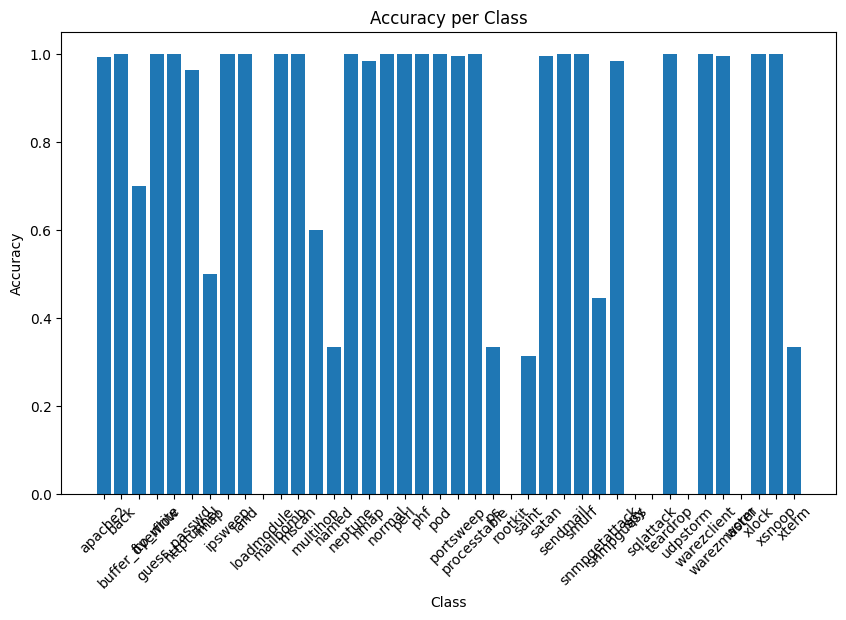 Accuracy per Class
Accuracy
1.0
0.8
0.6
0.4
0.2
0.0
apache2
back
buffer_overflow
ftp_write
guess_passwd
httptunnel
imap
ipsweep
land
loadmodule
mailbomb
mscan
multihop
named
neptune
nmap
normal
perl
phf
pod
portsweep
processtable
ps
rootkit
saint
satan
sendmail
smurf
snmpgetattack
snmpguess
spy
sqlattack
teardrop
udpstorm
warezclient
warezmaster
worm
xlock
xsnoop
xterm
Class